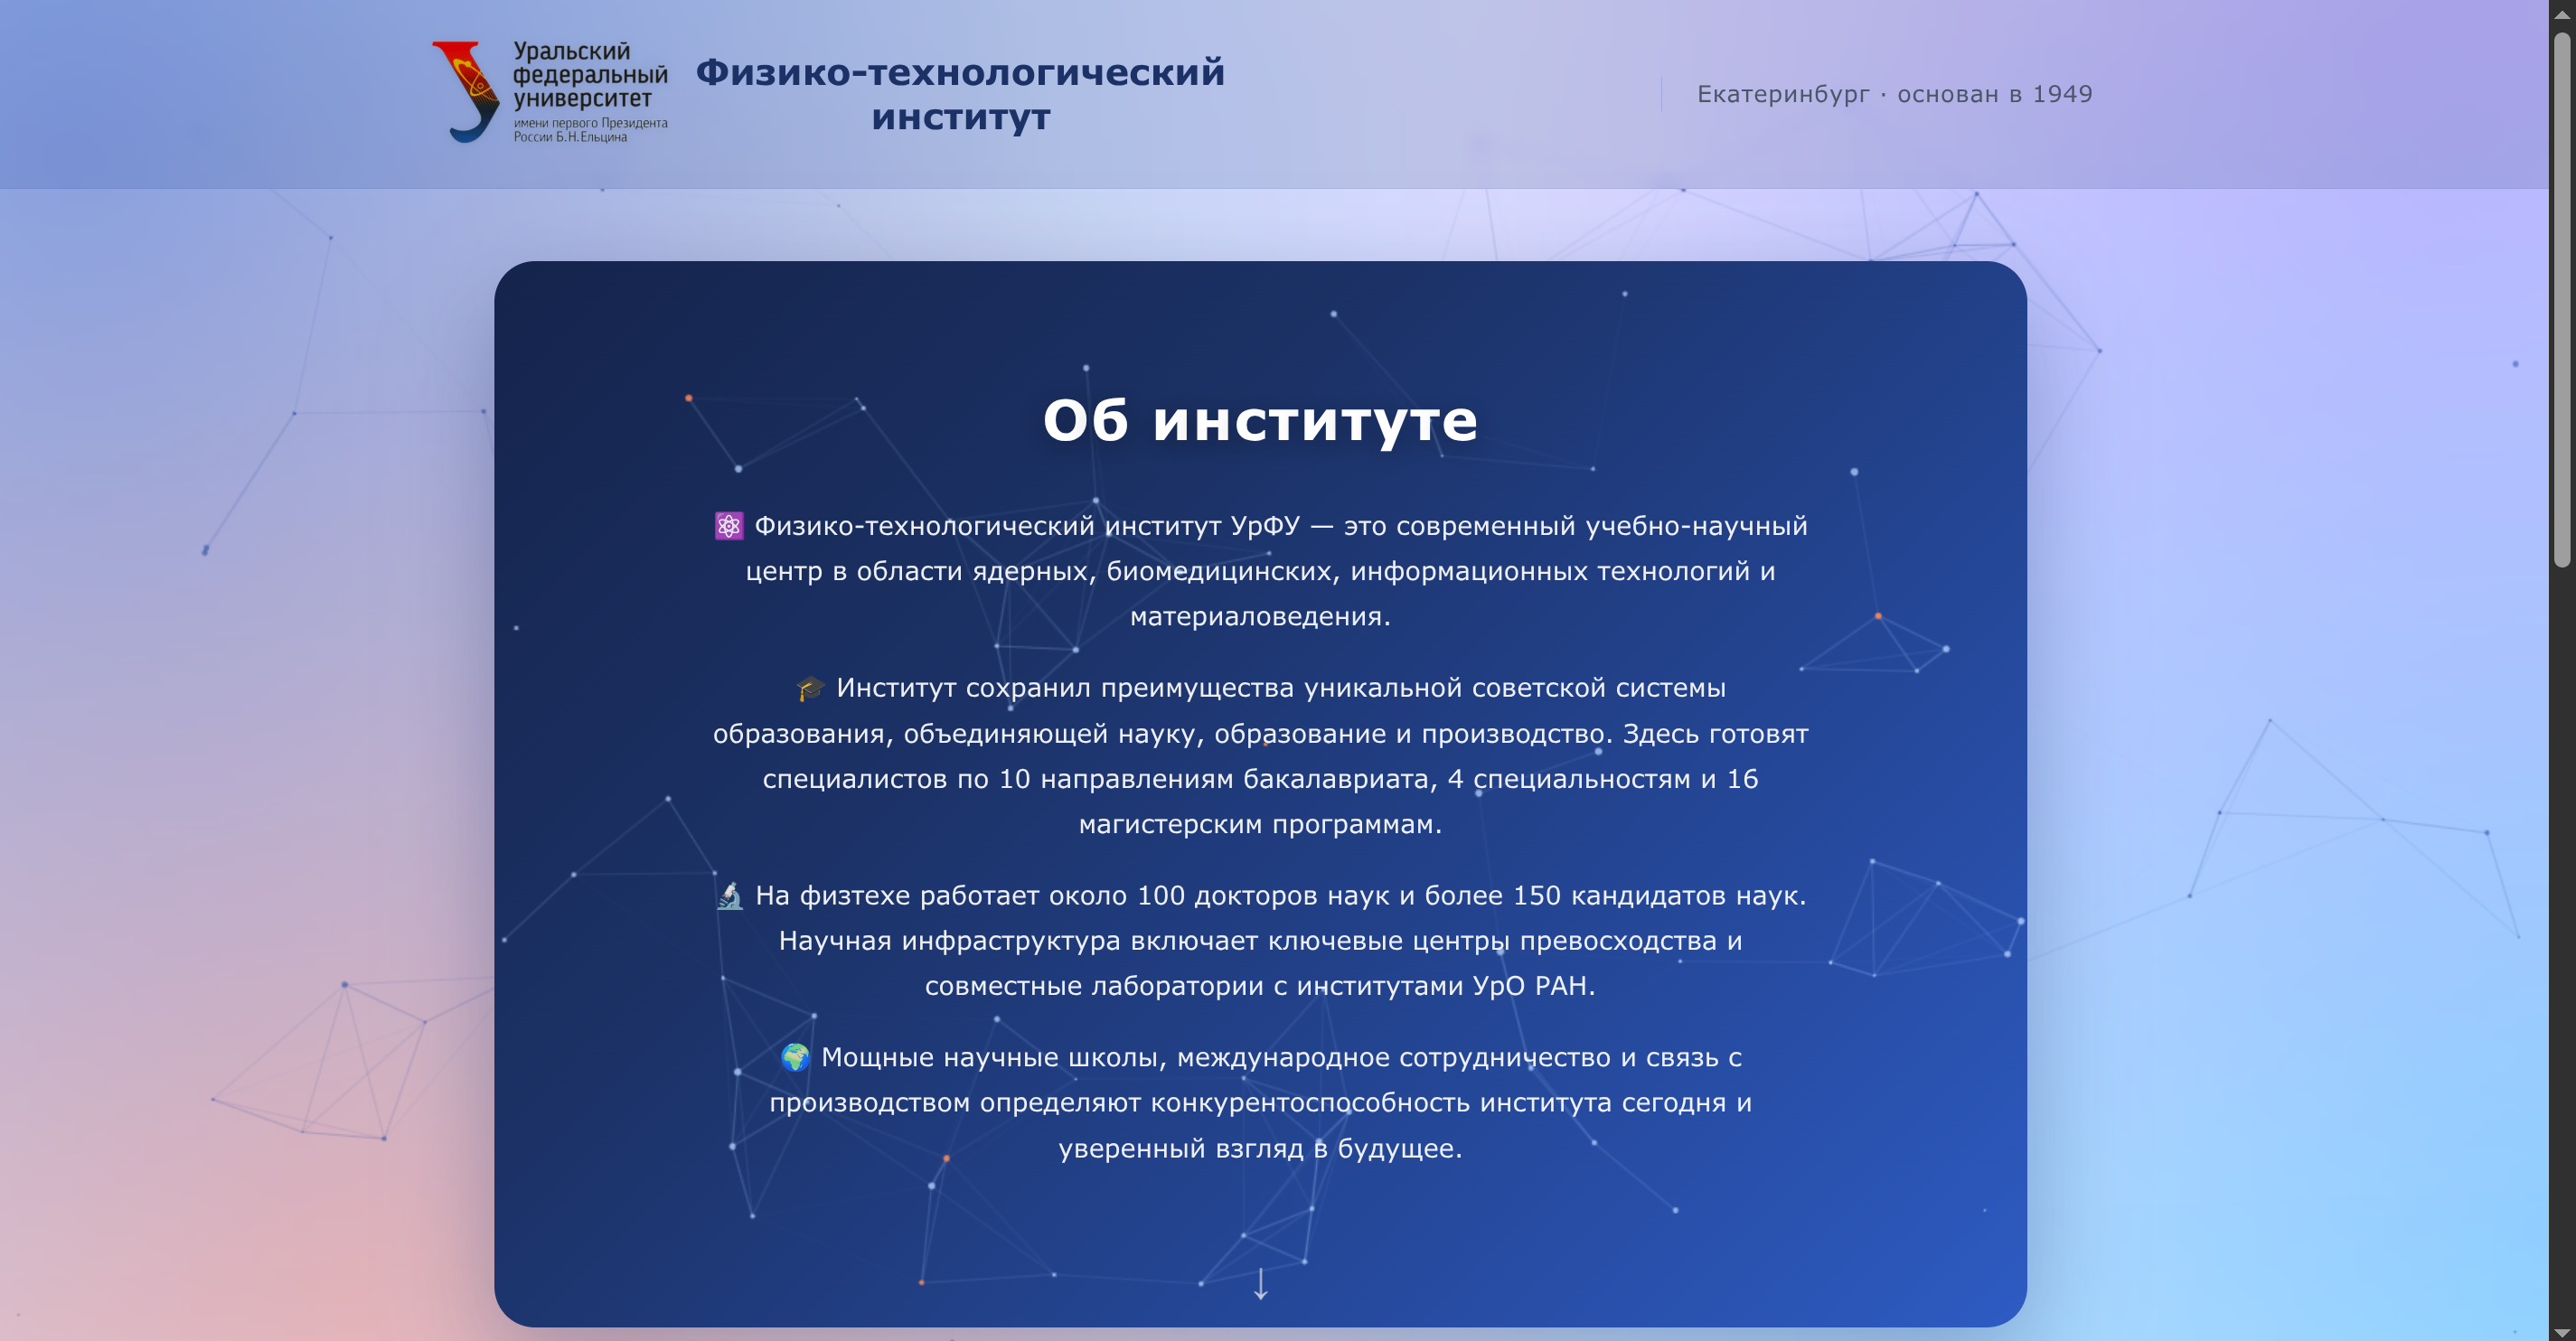 Уральский
федеральный
университет
имени первого Президента
России Б.Н.Ельцина
Физико-технологический
институт
Екатеринбург · основан в 1949
Об институте
⚛️ Физико-технологический институт УрФУ — это современный учебно-научный
центр в области ядерных, биомедицинских, информационных технологий и
материаловедения.
🎓 Институт сохранил преимущества уникальной советской системы
образования, объединяющей науку, образование и производство. Здесь готовят
специалистов по 10 направлениям бакалавриата, 4 специальностям и 16
магистерским программам.
🔬 На физтехе работает около 100 докторов наук и более 150 кандидатов наук.
Научная инфраструктура включает ключевые центры превосходства и
совместные лаборатории с институтами УрО РАН.
🌍 Мощные научные школы, международное сотрудничество и связь с
производством определяют конкурентоспособность института сегодня и
уверенный взгляд в будущее.
↓